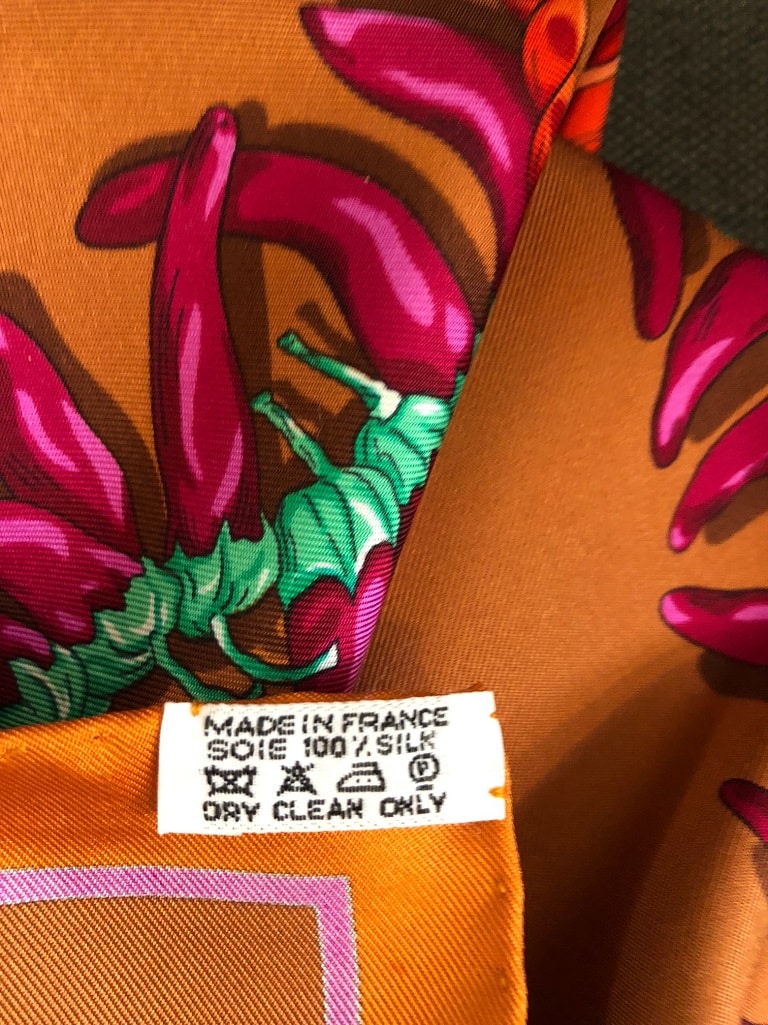 MADE IN FRANCE
SOIE 100% SILK
P
DRY CLEAN ONLY